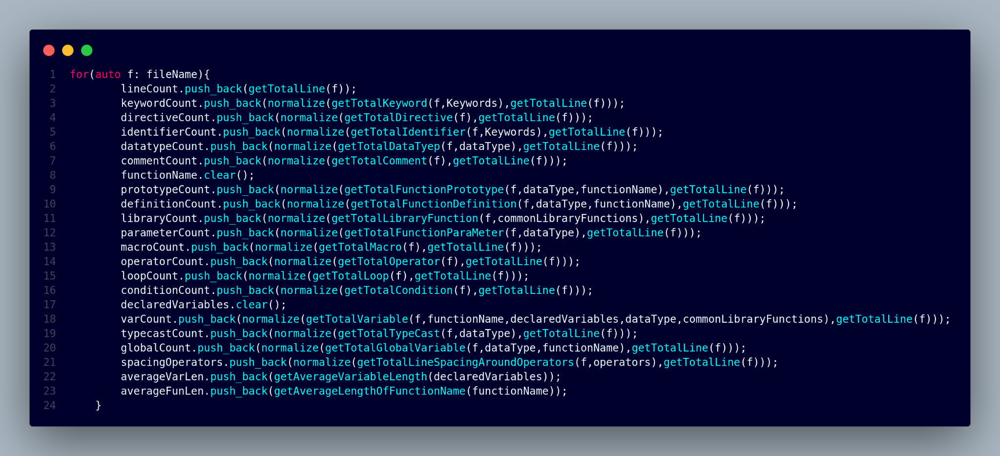 1 for(auto f: fileName){
2 lineCount.push_back(getTotalLine(f));
3 keywordCount.push_back(normalize(getTotalKeyword(f,Keywords),getTotalLine(f)));
4 directiveCount.push_back(normalize(getTotalDirective(f),getTotalLine(f)));
5 identifierCount.push_back(normalize(getTotalIdentifier(f,Keywords),getTotalLine(f)));
6 datatypeCount.push_back(normalize(getTotalDataTyep(f,dataType),getTotalLine(f)));
7 commentCount.push_back(normalize(getTotalComment(f),getTotalLine(f)));
8 functionName.clear();
9 prototypeCount.push_back(normalize(getTotalFunctionPrototype(f,dataType,functionName),getTotalLine(f)));
10 definitionCount.push_back(normalize(getTotalFunctionDefinition(f,dataType,functionName),getTotalLine(f)));
11 libraryCount.push_back(normalize(getTotalLibraryFunction(f,commonLibraryFunctions),getTotalLine(f)));
12 parameterCount.push_back(normalize(getTotalFunctionParaMeter(f,dataType),getTotalLine(f)));
13 macroCount.push_back(normalize(getTotalMacro(f),getTotalLine(f)));
14 operatorCount.push_back(normalize(getTotalOperator(f),getTotalLine(f)));
15 loopCount.push_back(normalize(getTotalLoop(f),getTotalLine(f)));
16 conditionCount.push_back(normalize(getTotalCondition(f),getTotalLine(f)));
17 declaredVariables.clear();
18 varCount.push_back(normalize(getTotalVariable(f,functionName,declaredVariables,dataType,commonLibraryFunctions),getTotalLine(f)));
19 typecastCount.push_back(normalize(getTotalTypeCast(f,dataType),getTotalLine(f)));
20 globalCount.push_back(normalize(getTotalGlobalVariable(f,dataType,functionName),getTotalLine(f)));
21 spacingOperators.push_back(normalize(getTotalLineSpacingAroundOperators(f,operators),getTotalLine(f)));
22 averageVarLen.push_back(getAverageVariableLength(declaredVariables));
23 averageFunLen.push_back(getAverageLengthOfFunctionName(functionName));
24 }